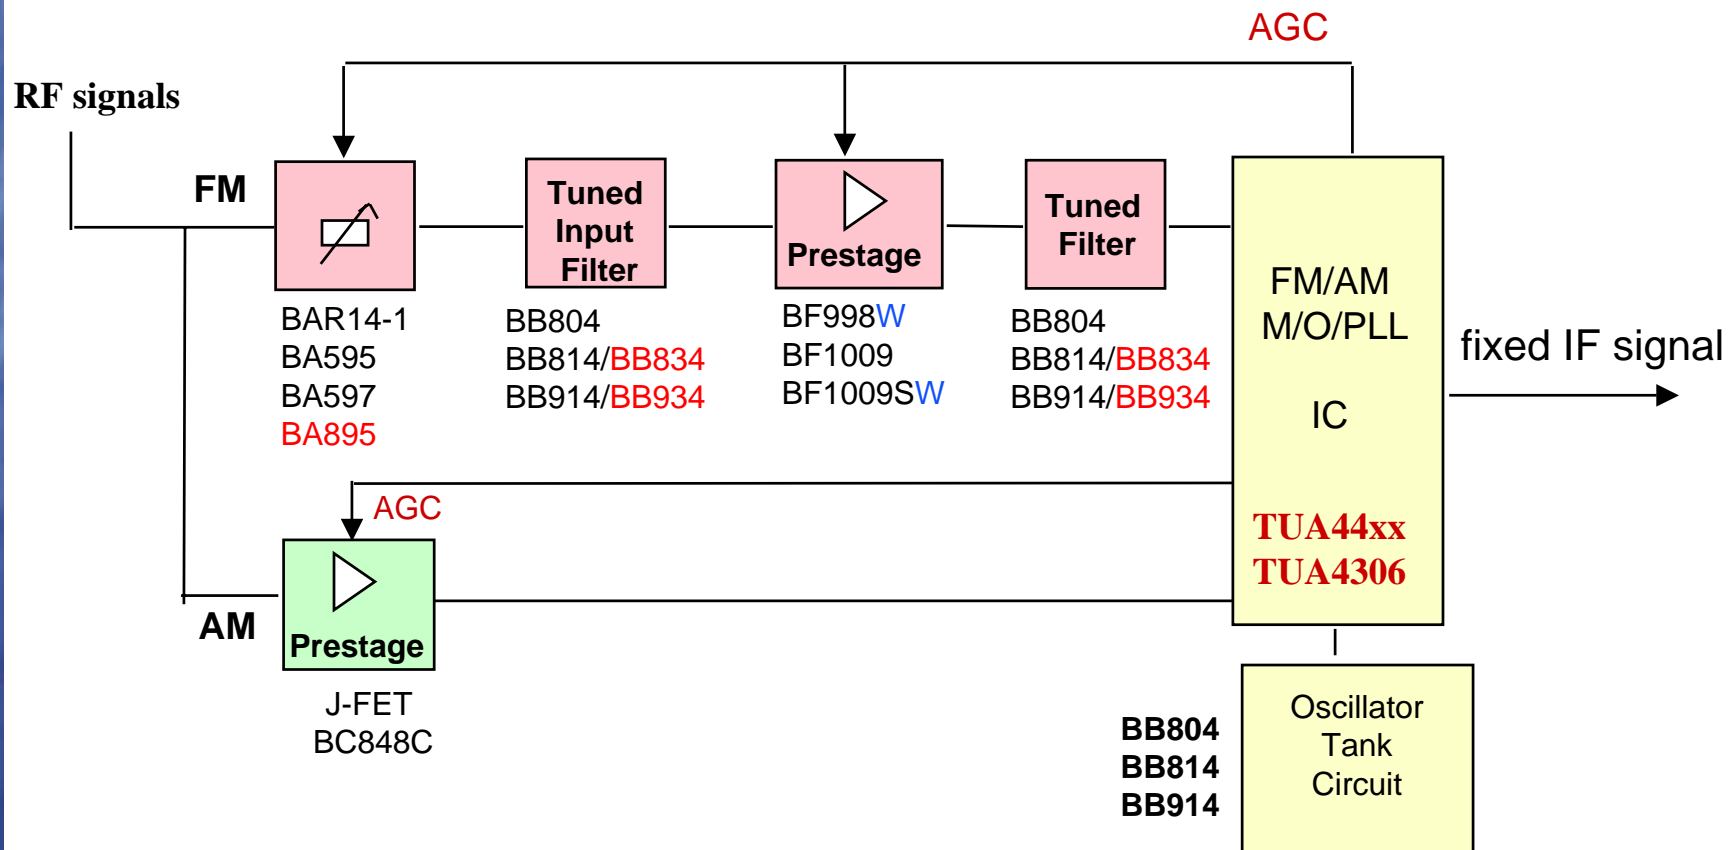 AGC
RF signals
FM
Tuned
Input
Filter
Prestage
Tuned
Filter
BAR14-1
BA595
BA597
BA895
BB804
BB814/BB834
BB914/BB934
BF998W
BF1009
BF1009SW
BB804
BB814/BB834
BB914/BB934
FM/AM
M/O/PLL
IC
TUA44xx
TUA4306
fixed IF signal
AGC
AM
Prestage
J-FET
BC848C
BB804
BB814
BB914
Oscillator
Tank
Circuit